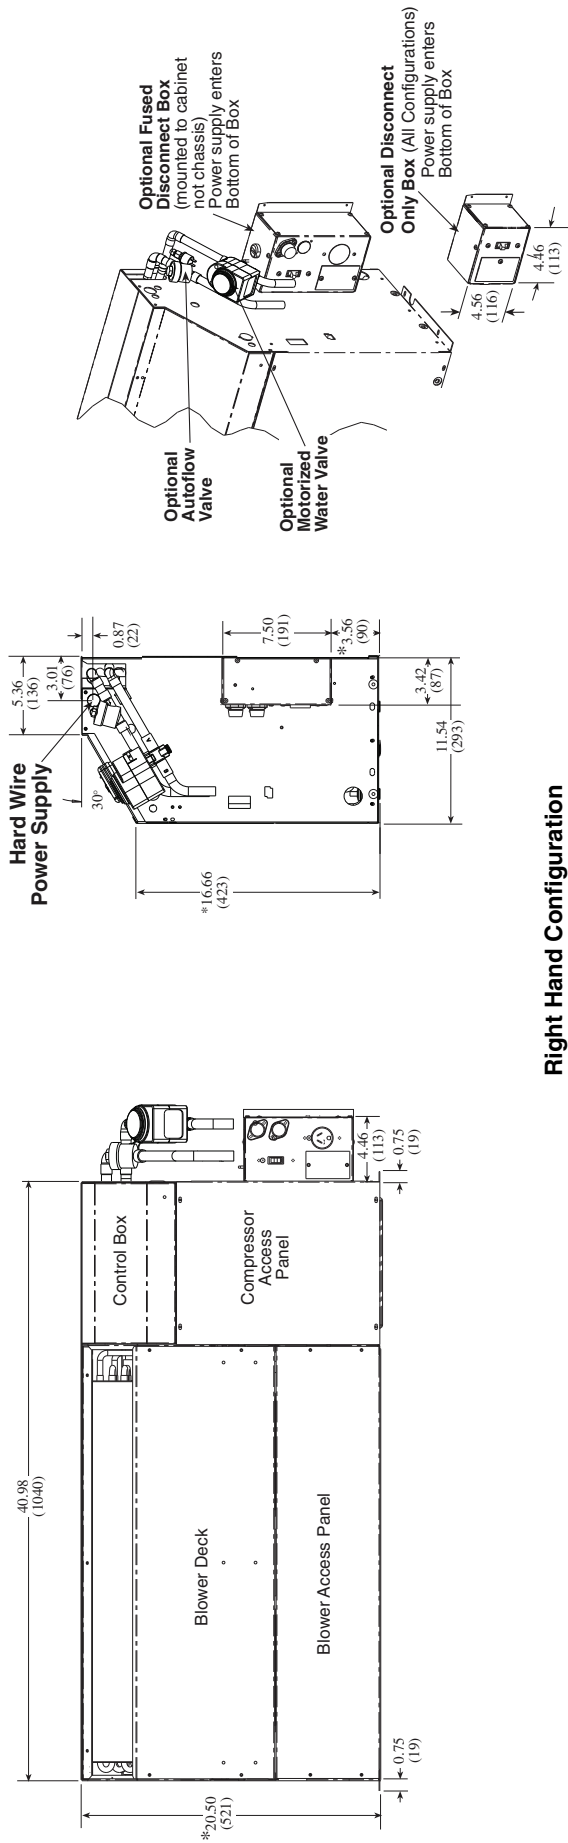 40.98
(1040)
Control Box
Blower Deck
Compressor
Access
Panel
Blower Access Panel
*20.50
(521)
0.75
(19)
4.46
(113)
0.75
(19)
Hard Wire
Power Supply
5.36
(136)
3.01
(76)
0.87
(22)
30°
*16.66
(423)
7.50
(191)
*3.56
(90)
3.42
(87)
11.54
(293)
Optional
Autoflow
Valve
Optional
Motorized
Water Valve
Optional Fused
Disconnect Box
(mounted to cabinet
not chassis)
Power supply enters
Bottom of Box
Optional Disconnect
Only Box (All Configurations)
Power supply enters
Bottom of Box
4.56
(116)
4.46
(113)
Right Hand Configuration